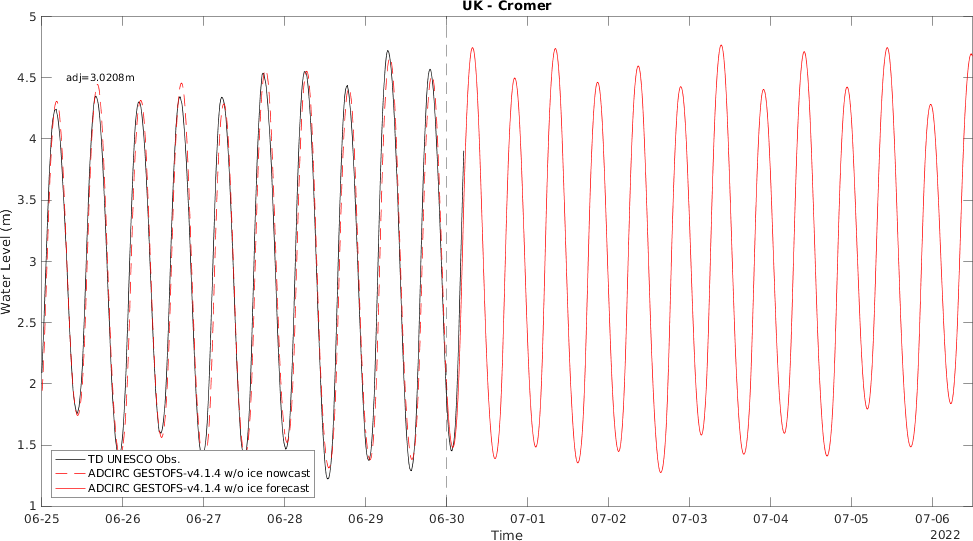 UK - Cromer
5
4.5
4
3.5
3
2.5
2
1.5
1
Water Level (m)
adj=3.0208m
TD UNESCO Obs.
ADCIRC GESTOFS-v4.1.4 w/o ice nowcast
ADCIRC GESTOFS-v4.1.4 w/o ice forecast
06-25 06-26 06-27 06-28 06-29 06-30 07-01 07-02 07-03 07-04 07-05 07-06
Time
2022